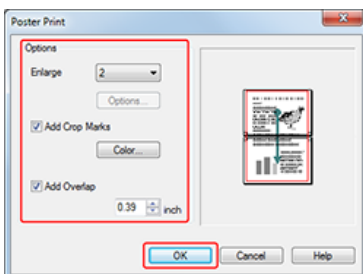 Poster Print
Options
Enlarge
2
Options...
Add Crop Marks
Color...
Add Overlap
0.39
inch
OK
Cancel
Help